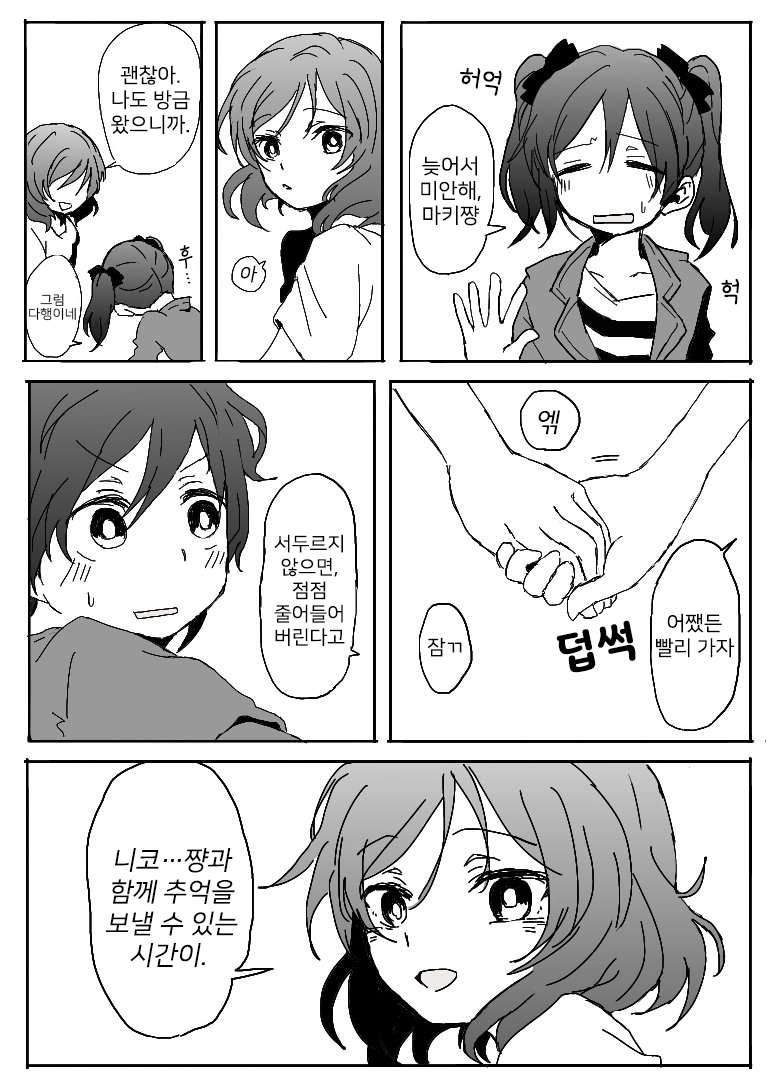 허억
늦어서
미안해,
마키쨩
헉
아
괜찮아.
나도 방금
왔으니까.
후…
그럼
다행이네
엒
어쨌든
빨리 가자
덥썩
잠ㄲ
서두르지
않으면,
점점
줄어들어
버린다고
니코…쨩과
함께 추억을
보낼 수 있는
시간이.